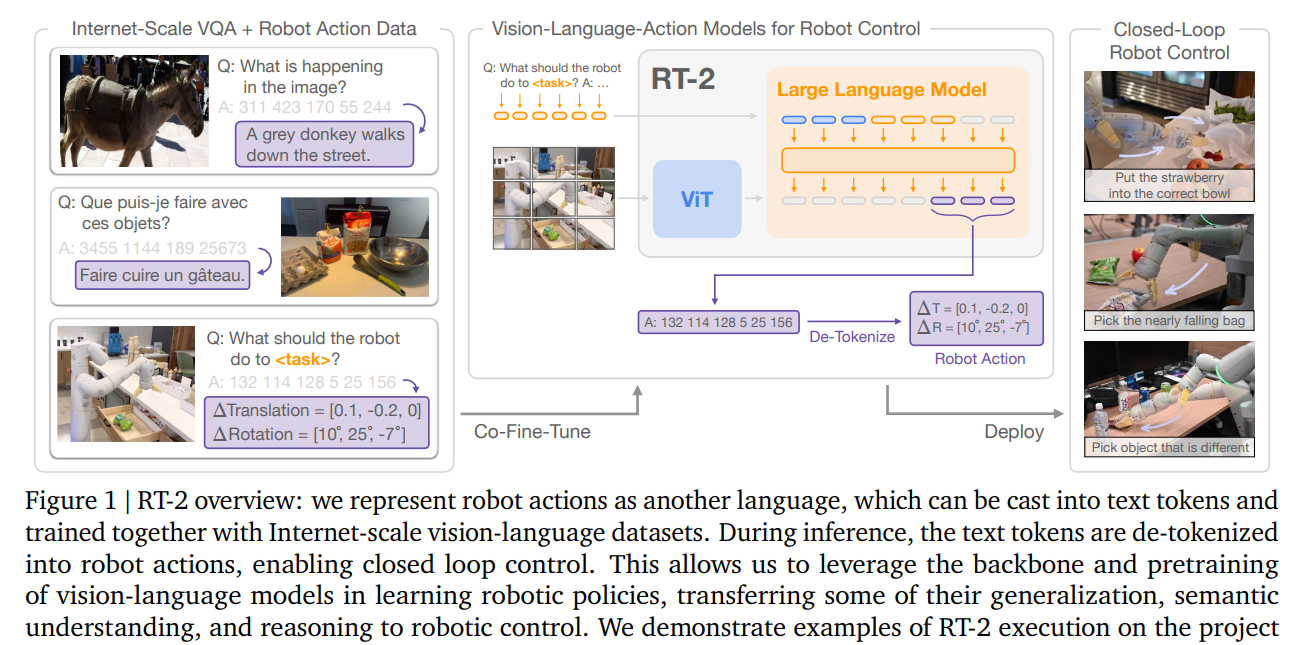 Internet-Scale VQA + Robot Action Data
Q: What is happening
in the image?
A: 311 423 170 55 244
A grey donkey walks
down the street.
Q: Que puis-je faire avec
ces objets?
A: 3455 1144 189 25673
Faire cuire un gâteau.
Q: What should the robot
do to <task>?
A: 132 114 128 5 25 156
ΔTranslation = [0.1, -0.2, 0]
ΔRotation = [10°, 25°, -7°]
Co-Fine-Tune
Vision-Language-Action Models for Robot Control
Q: What should the robot
do to <task>? A: ...
RT-2
Large Language Model
ViT
A: 132 114 128 5 25 156
De-Tokenize
ΔT = [0.1, -0.2, 0]
ΔR = [10°, 25°, -7°]
Robot Action
Deploy
Closed-Loop
Robot Control
Put the strawberry
into the correct bowl
Pick the nearly falling bag
Pick object that is different
Figure 1 | RT-2 overview: we represent robot actions as another language, which can be cast into text tokens and
trained together with Internet-scale vision-language datasets. During inference, the text tokens are de-tokenized
into robot actions, enabling closed loop control. This allows us to leverage the backbone and pretraining
of vision-language models in learning robotic policies, transferring some of their generalization, semantic
understanding, and reasoning to robotic control. We demonstrate examples of RT-2 execution on the project